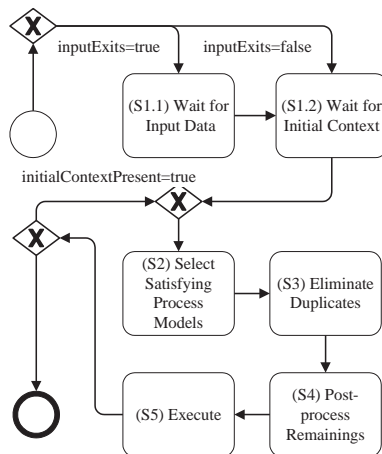 X
inputExits=true
inputExits=false
(S1.1) Wait for
Input Data
(S1.2) Wait for
Initial Context
initialContextPresent=true
X
X
(S2) Select
Satisfying
Process
Models
(S3) Eliminate
Duplicates
(S5) Execute
(S4) Post-
process
Remainings